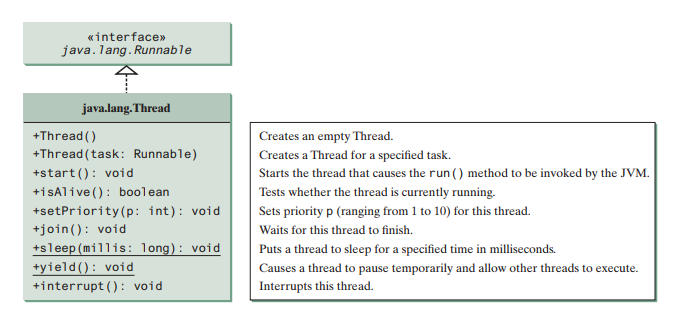 «interface»
java.lang.Runnable
java.lang.Thread
+Thread()
Creates an empty Thread.
+Thread(task: Runnable)
Creates a Thread for a specified task.
+start(): void
Starts the thread that causes the run() method to be invoked by the JVM.
+isAlive(): boolean
Tests whether the thread is currently running.
+setPriority(p: int): void
Sets priority p (ranging from 1 to 10) for this thread.
+join(): void
Waits for this thread to finish.
+sleep(millis: long): void
Puts a thread to sleep for a specified time in milliseconds.
+yield(): void
Causes a thread to pause temporarily and allow other threads to execute.
+interrupt(): void
Interrupts this thread.